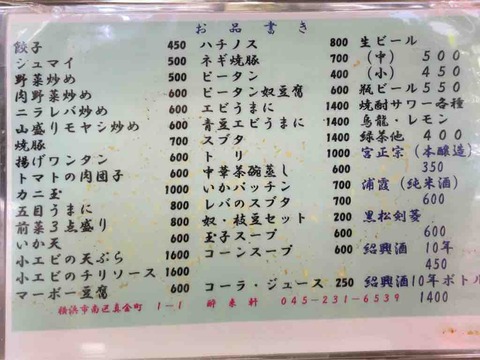 お品書き
餃子 450
シュマイ 500
野菜炒め 500
肉野菜炒め 600
ニラレバ炒め 600
山盛りモヤシ炒め 600
焼豚 700
揚げワンタン 600
トマトの肉団子 600
カニ玉 1000
五目うまに 800
前菜3点盛り 800
いか天 600
小エビの天ぷら 1600
小エビのチリソース 1600
マーボー豆腐 600
ハチノス 800
ネギ焼豚 700
ピータン 400
ピータン奴豆腐 600
エビうまに 1400
青豆エビうまに 1400
スブタ 700
トリ 1000
中華茶碗蒸し
いかパッチン 700
レバのスブタ 700
奴・枝豆セット 200
玉子スープ 600
コーンスープ 600
コーラ・ジュース 250
生ビール
(中) 500
(小) 450
瓶ビール 550
焼酎サワー各種
烏龍・レモン
緑茶他 400
宮正宗 (本醸造)
350
浦霞 (純米酒)
600
黒松剣菱
600
紹興酒 10年
450
紹興酒10年ボトル
1400
横浜市南区真金町 1-1 酔来軒 045-231-6539